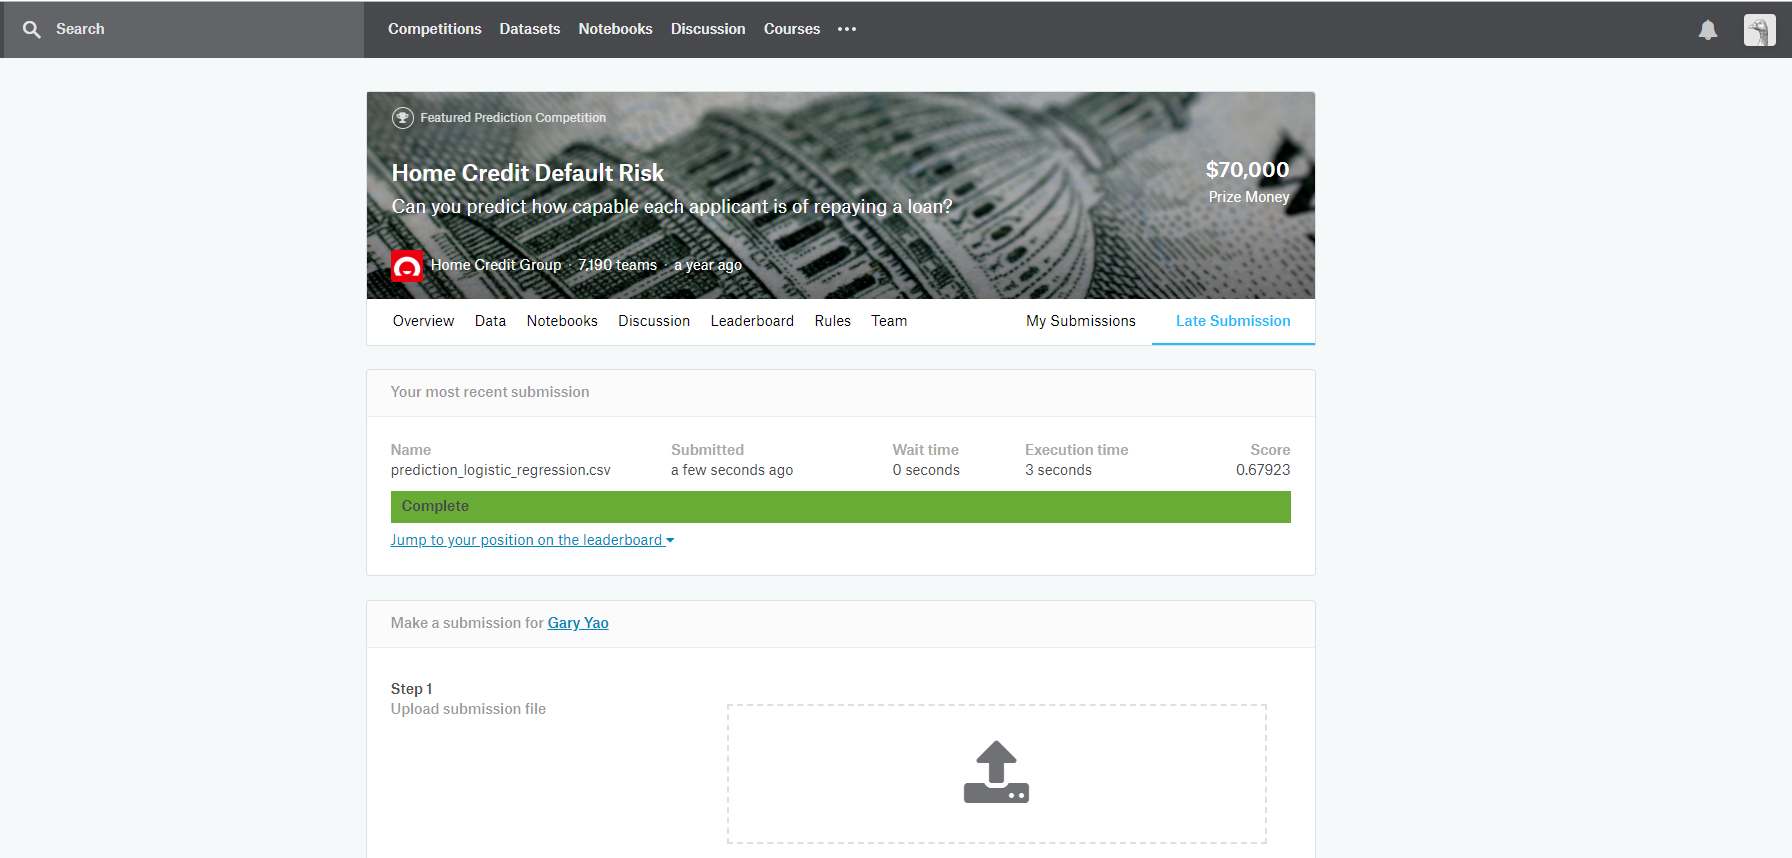 Search
Competitions Datasets Notebooks Discussion Courses
Featured Prediction Competition
Home Credit Default Risk
Can you predict how capable each applicant is of repaying a loan?
$70,000
Prize Money
Home Credit Group · 7,190 teams · a year ago
Overview Data Notebooks Discussion Leaderboard Rules Team My Submissions Late Submission
Your most recent submission
Name Submitted Wait time Execution time Score
prediction_logistic_regression.csv a few seconds ago 0 seconds 3 seconds 0.67923
Complete
Jump to your position on the leaderboard
Make a submission for Gary Yao
Step 1
Upload submission file